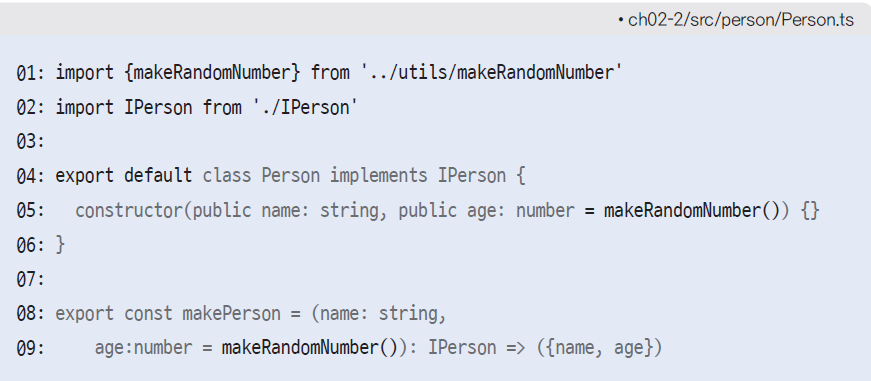 • ch02-2/src/person/Person.ts
01: import {makeRandomNumber} from '../utils/makeRandomNumber'
02: import IPerson from './IPerson'
03:
04: export default class Person implements IPerson {
05:   constructor(public name: string, public age: number = makeRandomNumber()) {}
06: }
07:
08: export const makePerson = (name: string,
09:     age:number = makeRandomNumber()): IPerson => ({name, age})